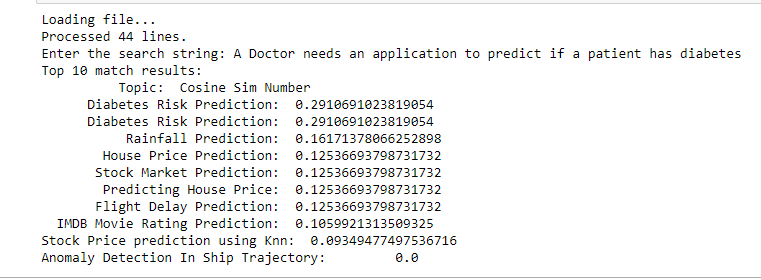 Loading file...
Processed 44 lines.
Enter the search string: A Doctor needs an application to predict if a patient has diabetes
Top 10 match results:
Topic:  Cosine Sim Number
Diabetes Risk Prediction:  0.2910691023819054
Diabetes Risk Prediction:  0.2910691023819054
Rainfall Prediction:  0.16171378066252898
House Price Prediction:  0.12536693798731732
Stock Market Prediction:  0.12536693798731732
Predicting House Price:  0.12536693798731732
Flight Delay Prediction:  0.12536693798731732
IMDB Movie Rating Prediction:  0.1059921313509325
Stock Price prediction using Knn:  0.09349477497536716
Anomaly Detection In Ship Trajectory:  0.0